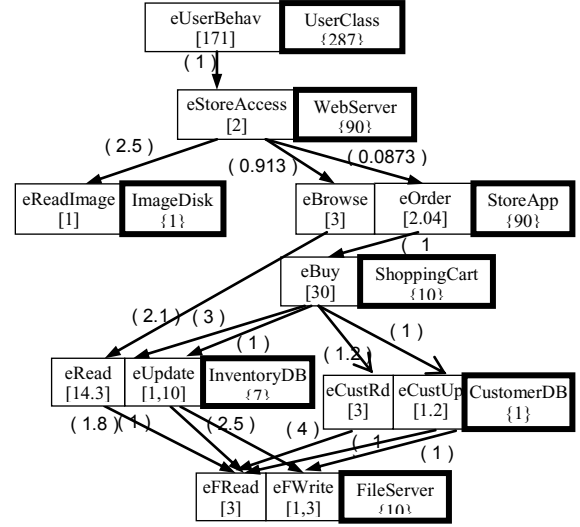 eUserBehav UserClass
[171] {287}
( 1 )
eStoreAccess WebServer
[2] {90}
( 2.5 ) ( 0.913 ) ( 0.0873 )
eReadImage ImageDisk eBrowse eOrder StoreApp
[1] {1} [3] [2.04] {90}
( 1
eBuy ShoppingCart
[30] {10}
( 2.1 ) ( 3 ) ( 1 ) ( 1.2 ) ( 1 )
eRead eUpdate InventoryDB eCustRd eCustUp CustomerDB
[14.3] [1,10] {7} [3] [1.2] {1}
( 1.8 ) ( 1 ) ( 2.5 ) ( 4 ) ( 1 ( 1 )
eFRead eFWrite FileServer
[3] [1,3] {10}